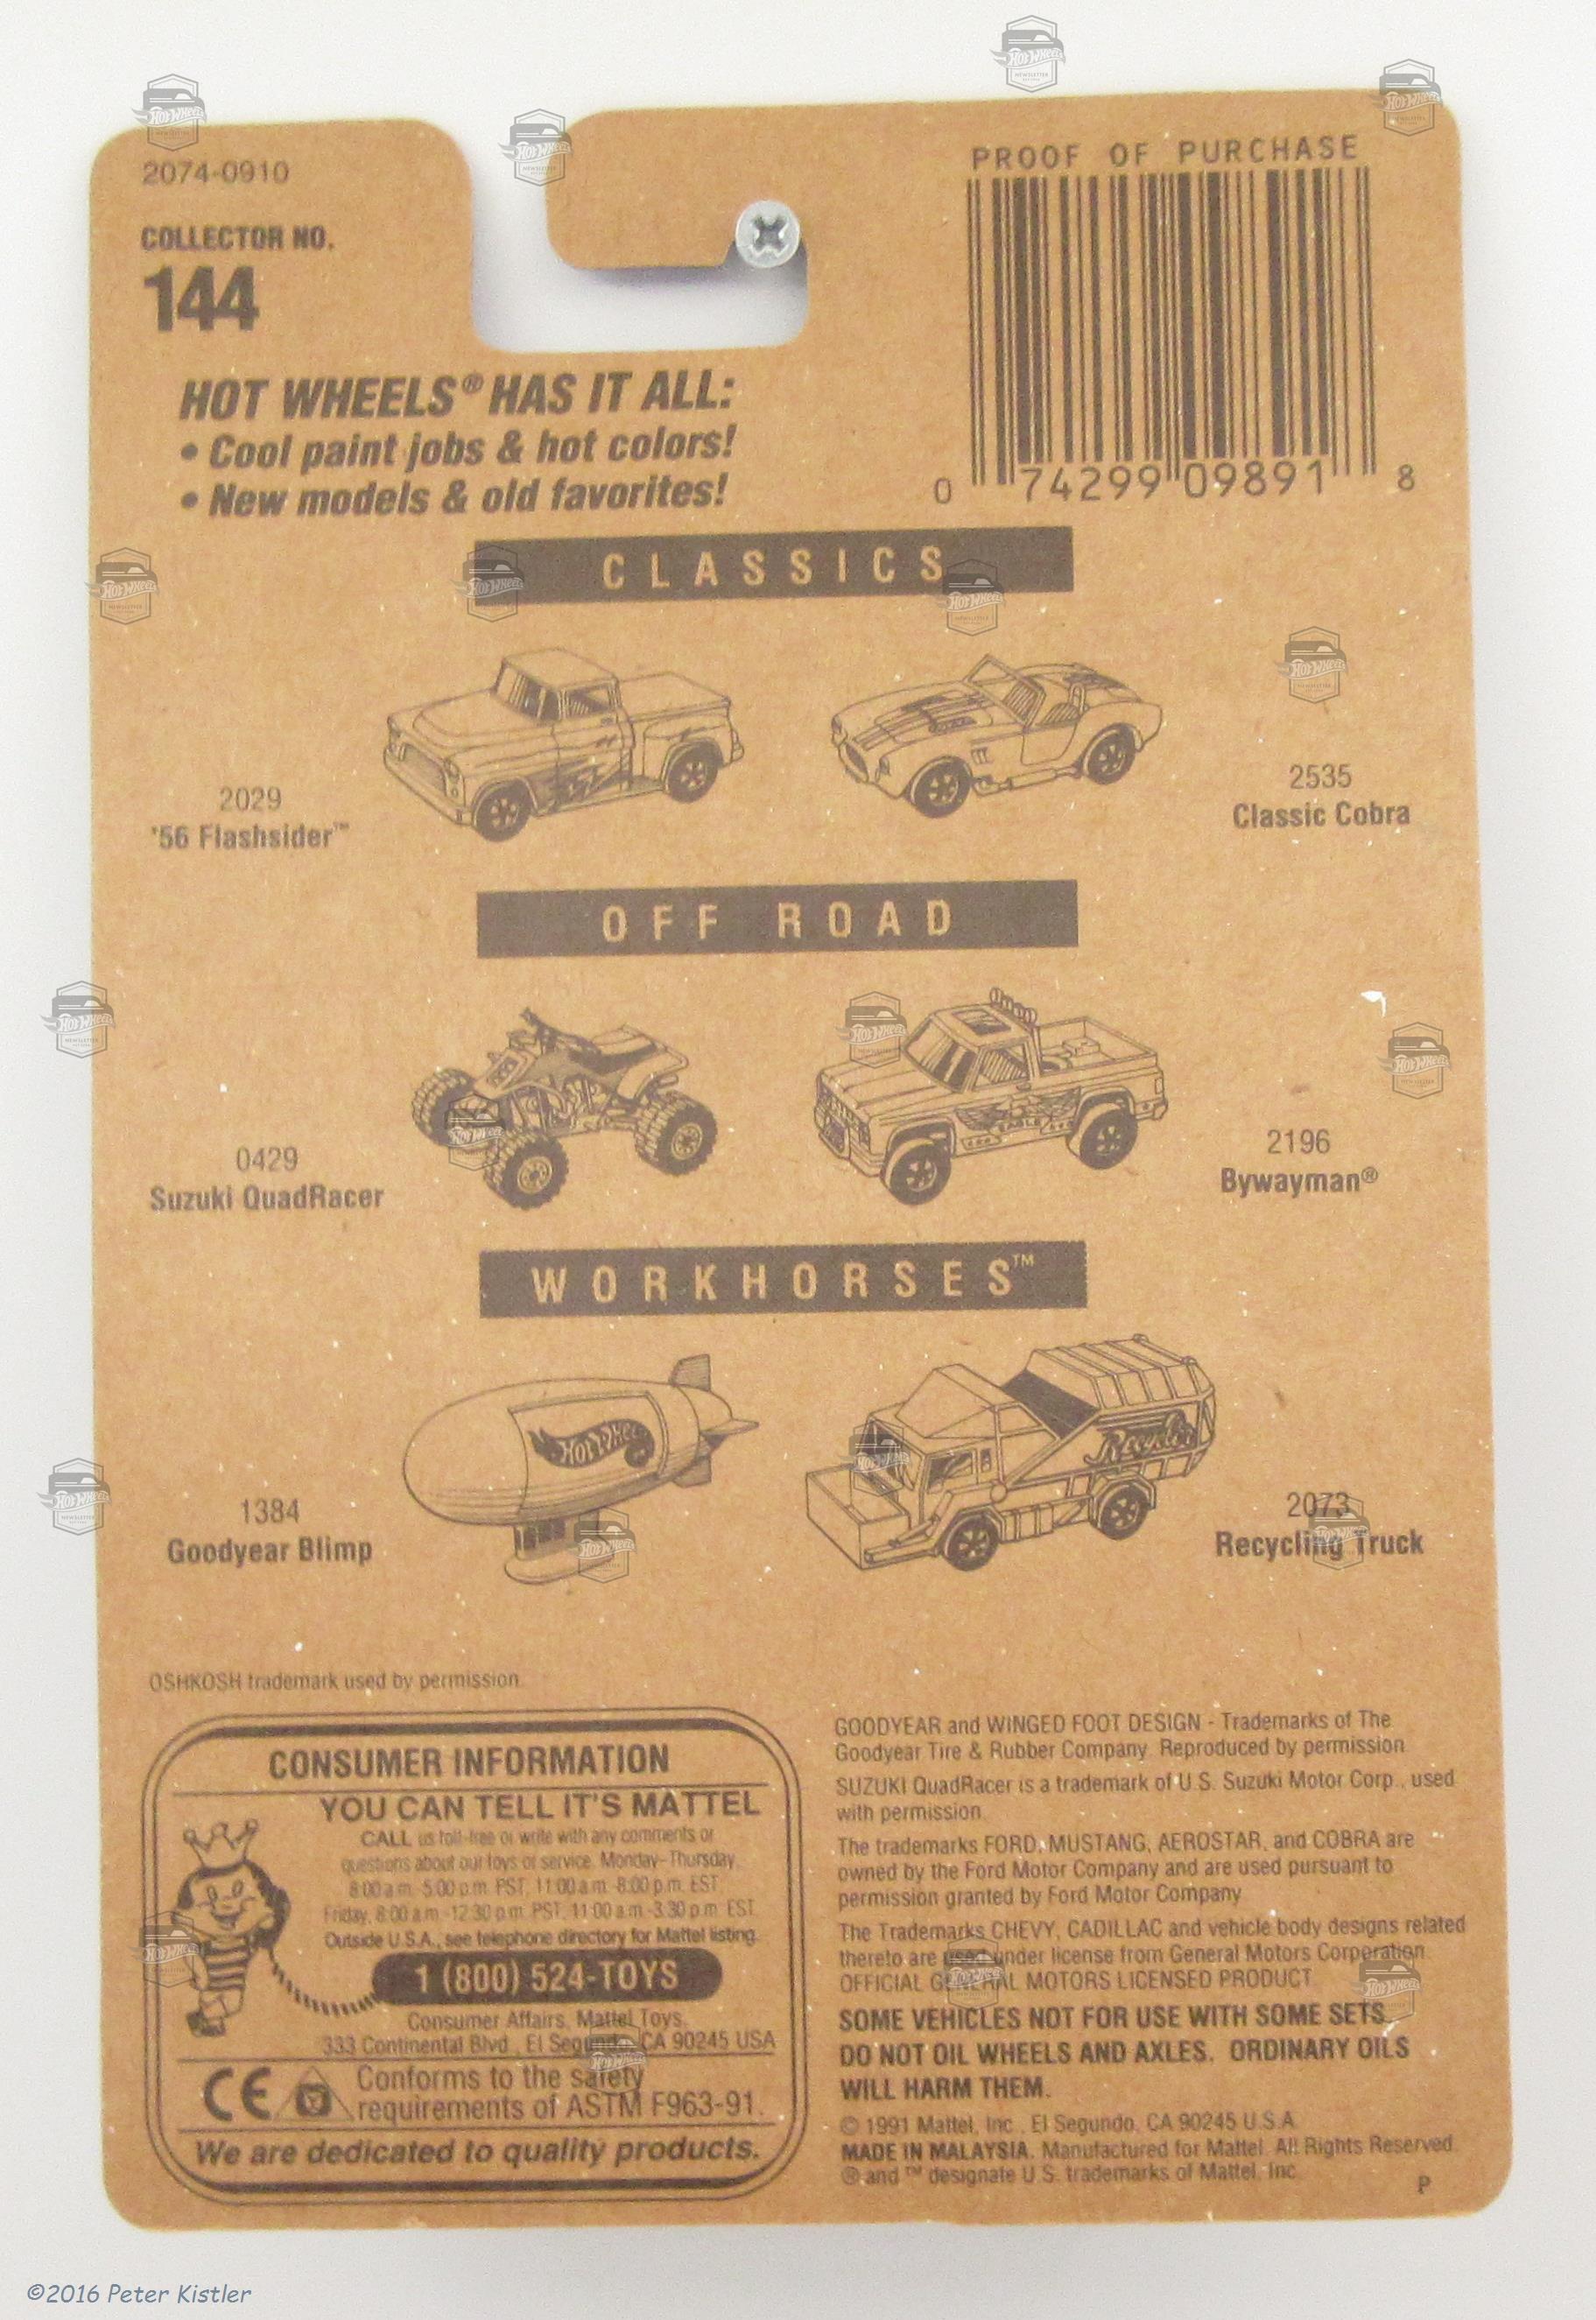 2074-0910
COLLECTOR NO.
144
PROOF OF PURCHASE
0 74299 09891 8
HOT WHEELS® HAS IT ALL:
• Cool paint jobs & hot colors!
• New models & old favorites!
CLASSICS
2029
'56 Flashsider™
2535
Classic Cobra
OFF ROAD
0429
Suzuki QuadRacer
EAGLE
2196
Bywayman®
WORKHORSES™
Hot Wheels
1384
Goodyear Blimp
Recycler
2073
Recycling Truck
OSHKOSH trademark used by permission.
CONSUMER INFORMATION
YOU CAN TELL IT'S MATTEL
CALL us toll-free or write with any comments or
questions about our toys or service. Monday–Thursday,
8:00 a.m.-5:00 p.m. PST, 11:00 a.m.-8:00 p.m. EST.
Friday, 8:00 a.m.-12:30 p.m. PST, 11:00 a.m.-3:30 p.m. EST.
Outside U.S.A., see telephone directory for Mattel listing.
1 (800) 524-TOYS
Consumer Affairs, Mattel Toys,
333 Continental Blvd., El Segundo, CA 90245 USA
CE Conforms to the safety
requirements of ASTM F963-91.
We are dedicated to quality products.
GOODYEAR and WINGED FOOT DESIGN - Trademarks of The
Goodyear Tire & Rubber Company. Reproduced by permission.
SUZUKI QuadRacer is a trademark of U.S. Suzuki Motor Corp., used
with permission.
The trademarks FORD, MUSTANG, AEROSTAR, and COBRA are
owned by the Ford Motor Company and are used pursuant to
permission granted by Ford Motor Company.
The Trademarks CHEVY, CADILLAC and vehicle body designs related
thereto are used under license from General Motors Corporation.
OFFICIAL GENERAL MOTORS LICENSED PRODUCT.
SOME VEHICLES NOT FOR USE WITH SOME SETS.
DO NOT OIL WHEELS AND AXLES. ORDINARY OILS
WILL HARM THEM.
© 1991 Mattel, Inc., El Segundo, CA 90245 U.S.A.
MADE IN MALAYSIA. Manufactured for Mattel. All Rights Reserved.
® and ™ designate U.S. trademarks of Mattel, Inc.
P
©2016 Peter Kistler